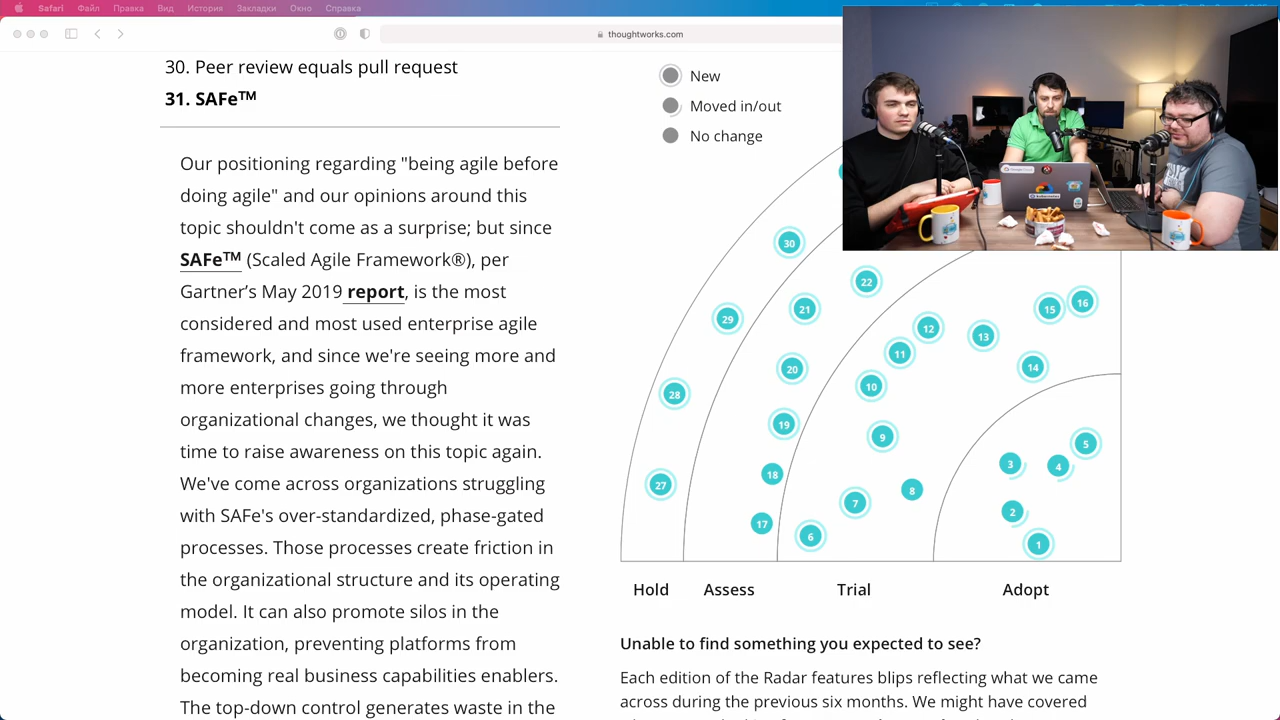 Safari Файл Правка Вид История Закладки Окно Справка
thoughtworks.com
30. Peer review equals pull request
31. SAFe™
Our positioning regarding "being agile before
doing agile" and our opinions around this
topic shouldn't come as a surprise; but since
SAFe™ (Scaled Agile Framework®), per
Gartner's May 2019 report, is the most
considered and most used enterprise agile
framework, and since we're seeing more and
more enterprises going through
organizational changes, we thought it was
time to raise awareness on this topic again.
We've come across organizations struggling
with SAFe's over-standardized, phase-gated
processes. Those processes create friction in
the organizational structure and its operating
model. It can also promote silos in the
organization, preventing platforms from
becoming real business capabilities enablers.
The top-down control generates waste in the
New
Moved in/out
No change
30
29
28
27
22
21
20
19
18
17
12
11
10
9
8
7
6
13
14
15
16
5
4
3
2
1
Hold Assess Trial Adopt
Unable to find something you expected to see?
Each edition of the Radar features blips reflecting what we came
across during the previous six months. We might have covered
kubernetes